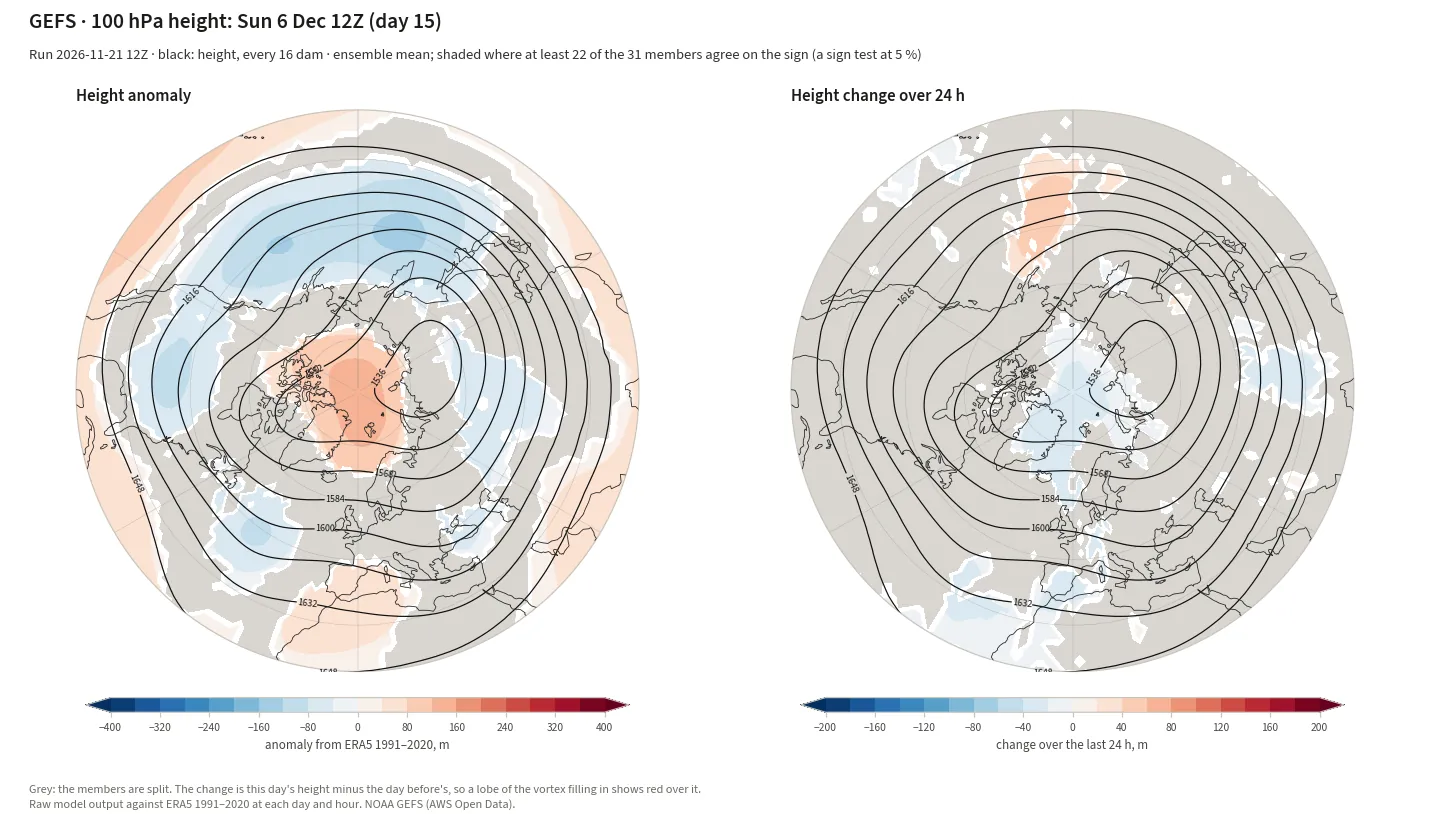 GEFS · 100 hPa height: Sun 6 Dec 12Z (day 15)
Run 2026-11-21 12Z · black: height, every 16 dam · ensemble mean; shaded where at least 22 of the 31 members agree on the sign (a sign test at 5 %)
Height anomaly
Height change over 24 h
1616
1536
1568
1584
1600
1632
1648
1648
1616
1536
1568
1584
1600
1632
1648
1648
−400 −320 −240 −160 −80 0 80 160 240 320 400
anomaly from ERA5 1991–2020, m
−200 −160 −120 −80 −40 0 40 80 120 160 200
change over the last 24 h, m
Grey: the members are split. The change is this day's height minus the day before's, so a lobe of the vortex filling in shows red over it.
Raw model output against ERA5 1991–2020 at each day and hour. NOAA GEFS (AWS Open Data).